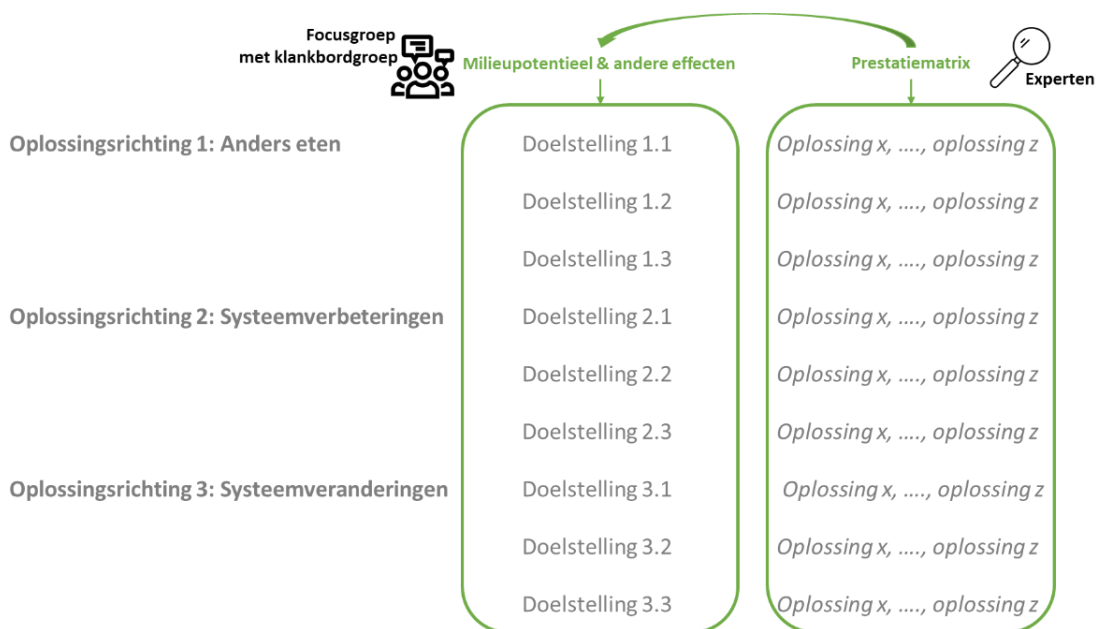 Focusgroep
met klankbordgroep
Milieupotentieel & andere effecten
Prestatiematrix
Experten
Oplossingsrichting 1: Anders eten
Doelstelling 1.1
Oplossing x, …., oplossing z
Doelstelling 1.2
Oplossing x, …., oplossing z
Doelstelling 1.3
Oplossing x, …., oplossing z
Oplossingsrichting 2: Systeemverbeteringen
Doelstelling 2.1
Oplossing x, …., oplossing z
Doelstelling 2.2
Oplossing x, …., oplossing z
Doelstelling 2.3
Oplossing x, …., oplossing z
Oplossingsrichting 3: Systeemveranderingen
Doelstelling 3.1
Oplossing x, …., oplossing z
Doelstelling 3.2
Oplossing x, …., oplossing z
Doelstelling 3.3
Oplossing x, …., oplossing z